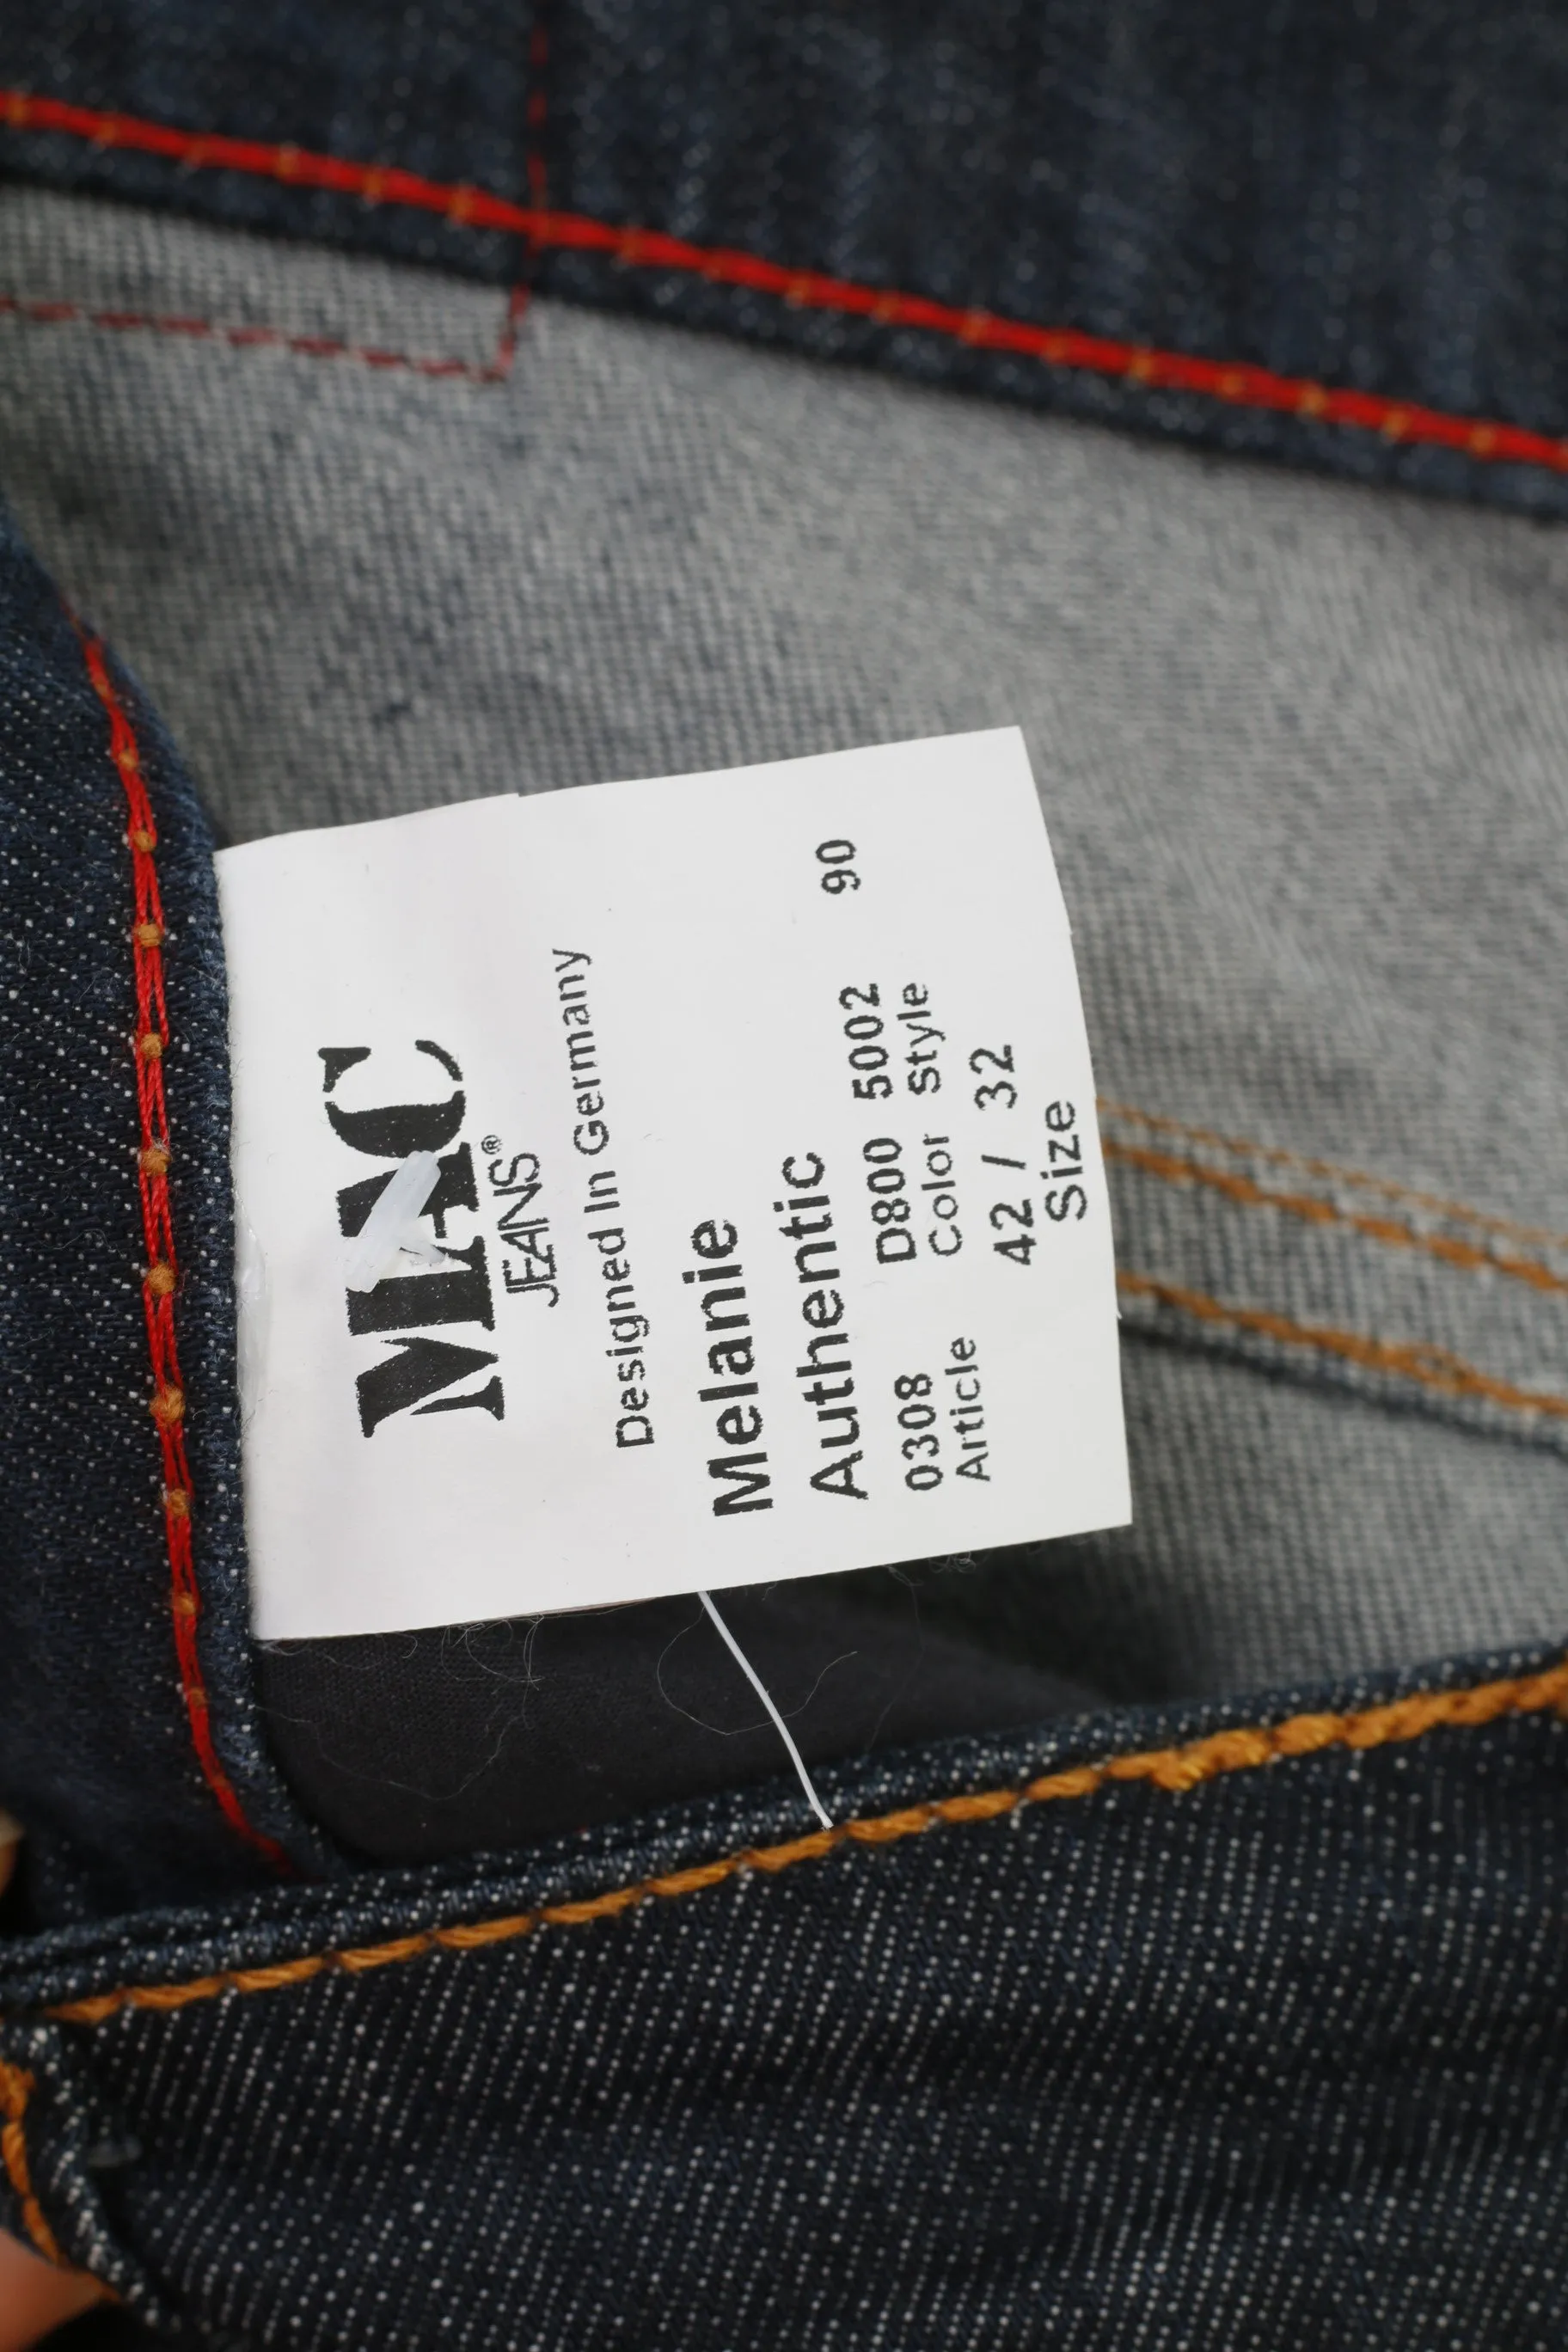 MAC
JEANS®
Designed In Germany
Melanie
Authentic 90
0308 D800 5002
Article Color Style
42 / 32
Size